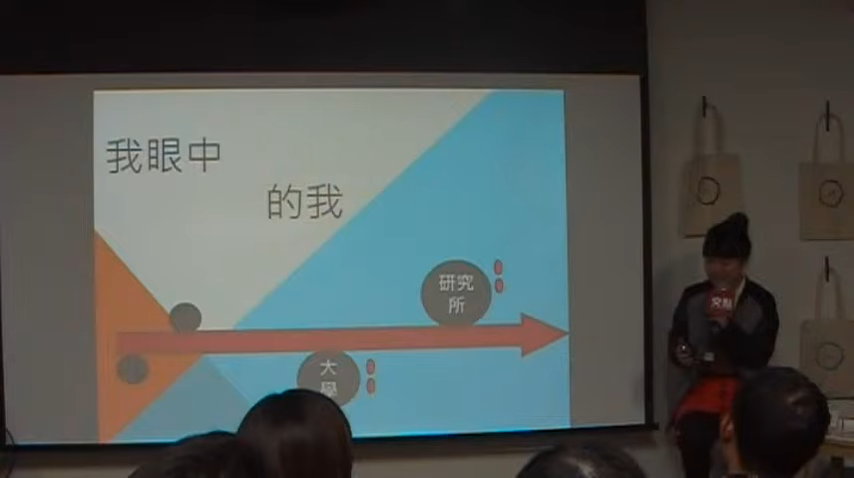 我眼中
的我
研究
所
大
學